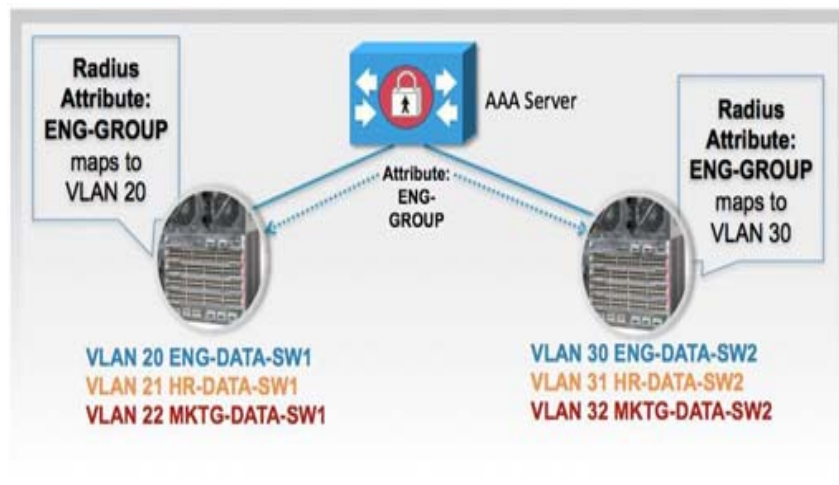 Radius
Attribute:
ENG-GROUP
maps to
VLAN 20
AAA Server
Attribute:
ENG-
GROUP
Radius
Attribute:
ENG-GROUP
maps to
VLAN 30
VLAN 20 ENG-DATA-SW1
VLAN 21 HR-DATA-SW1
VLAN 22 MKTG-DATA-SW1
VLAN 30 ENG-DATA-SW2
VLAN 31 HR-DATA-SW2
VLAN 32 MKTG-DATA-SW2